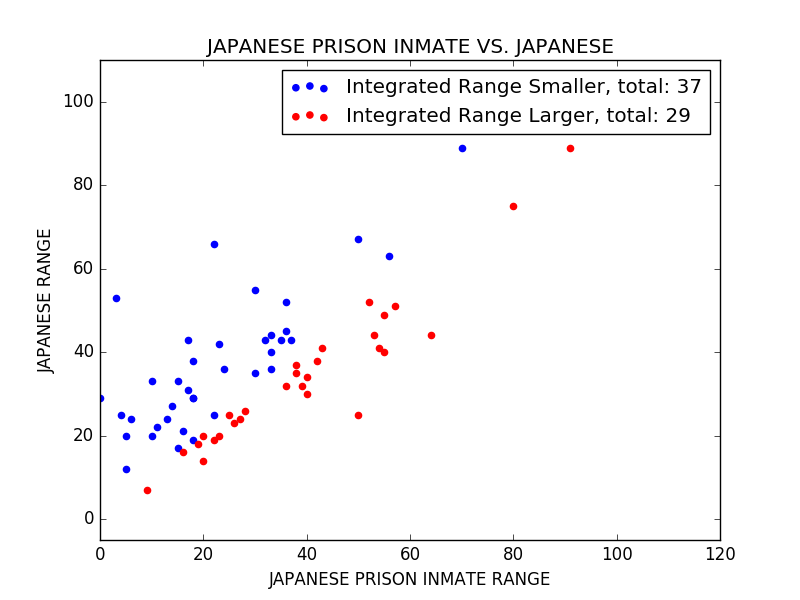 JAPANESE PRISON INMATE VS. JAPANESE
Integrated Range Smaller, total: 37
Integrated Range Larger, total: 29
100
80
60
40
20
0
JAPANESE RANGE
0 20 40 60 80 100 120
JAPANESE PRISON INMATE RANGE